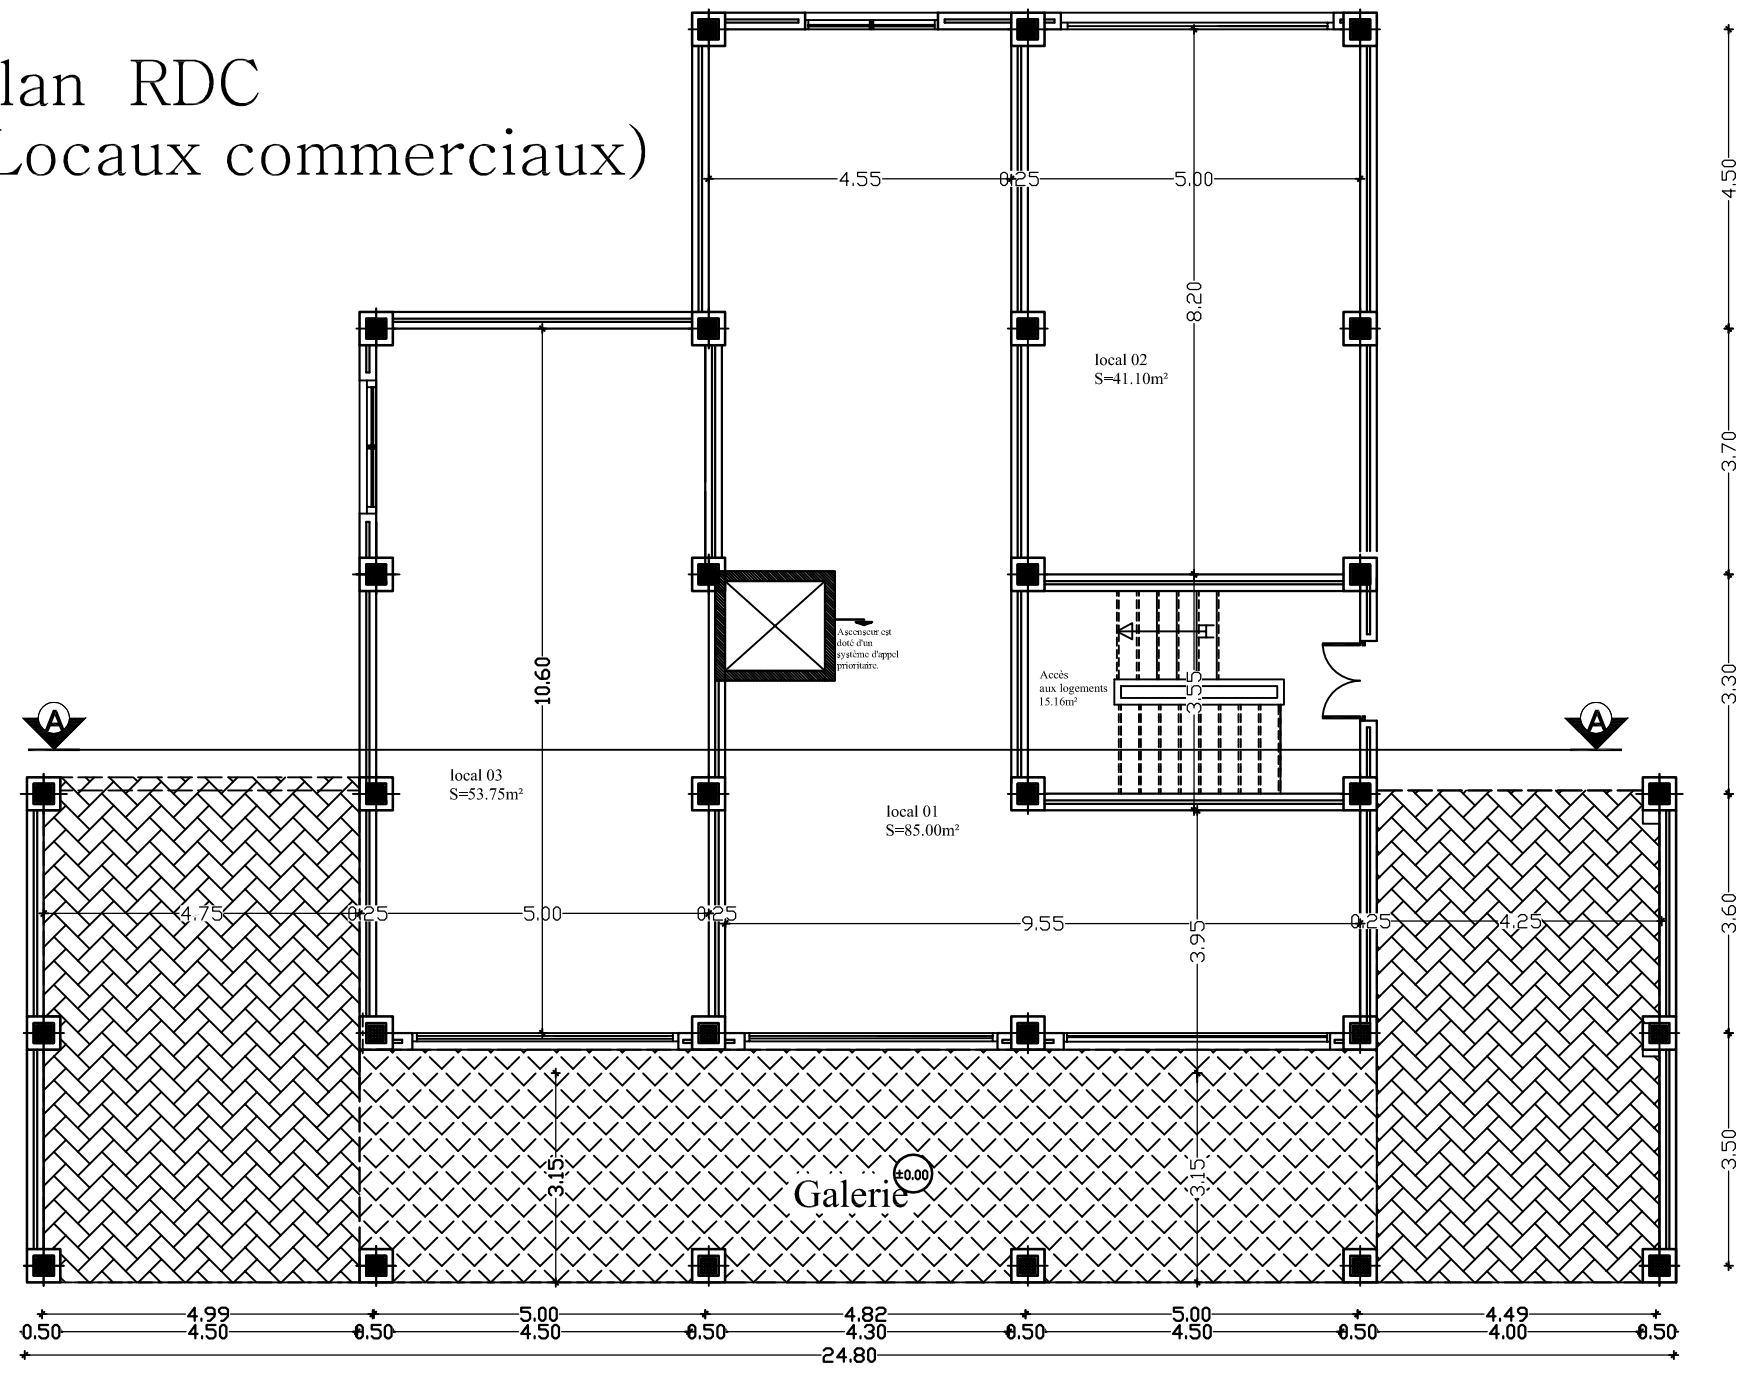 lan RDC
Locaux commerciaux)
4.55
0.25
5.00
4.50
8.20
local 02
S=41.10m²
3.70
Ascenseur est
doté d'un
système d'appel
prioritaire.
10.60
Accès
aux logements
15.16m²
3.55
3.30
A
A
local 03
S=53.75m²
local 01
S=85.00m²
4.75
0.25
5.00
0.25
9.55
3.95
0.25
4.25
3.60
3.15
Galerie
±0.00
3.15
3.50
4.99
5.00
4.82
5.00
4.49
0.50
4.50
0.50
4.50
0.50
4.30
0.50
4.50
0.50
4.00
0.50
24.80